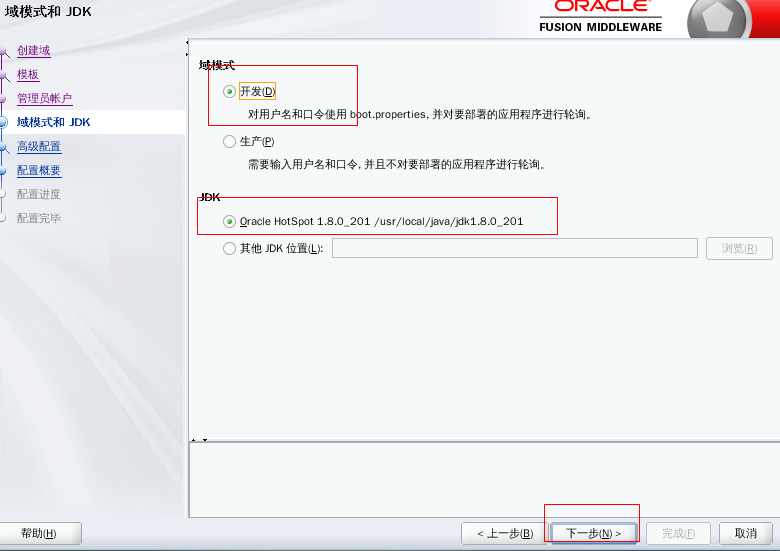 域模式和 JDK
ORACLE
FUSION MIDDLEWARE
创建域
模板
管理员帐户
域模式和 JDK
高级配置
配置概要
配置进度
配置完毕
域模式
开发(D)
对用户名和口令使用 boot.properties, 并对要部署的应用程序进行轮询。
生产(P)
需要输入用户名和口令, 并且不对要部署的应用程序进行轮询。
JDK
Oracle HotSpot 1.8.0_201 /usr/local/java/jdk1.8.0_201
其他 JDK 位置(L): 浏览(R)
帮助(H) < 上一步(B) 下一步(N) > 完成(F) 取消